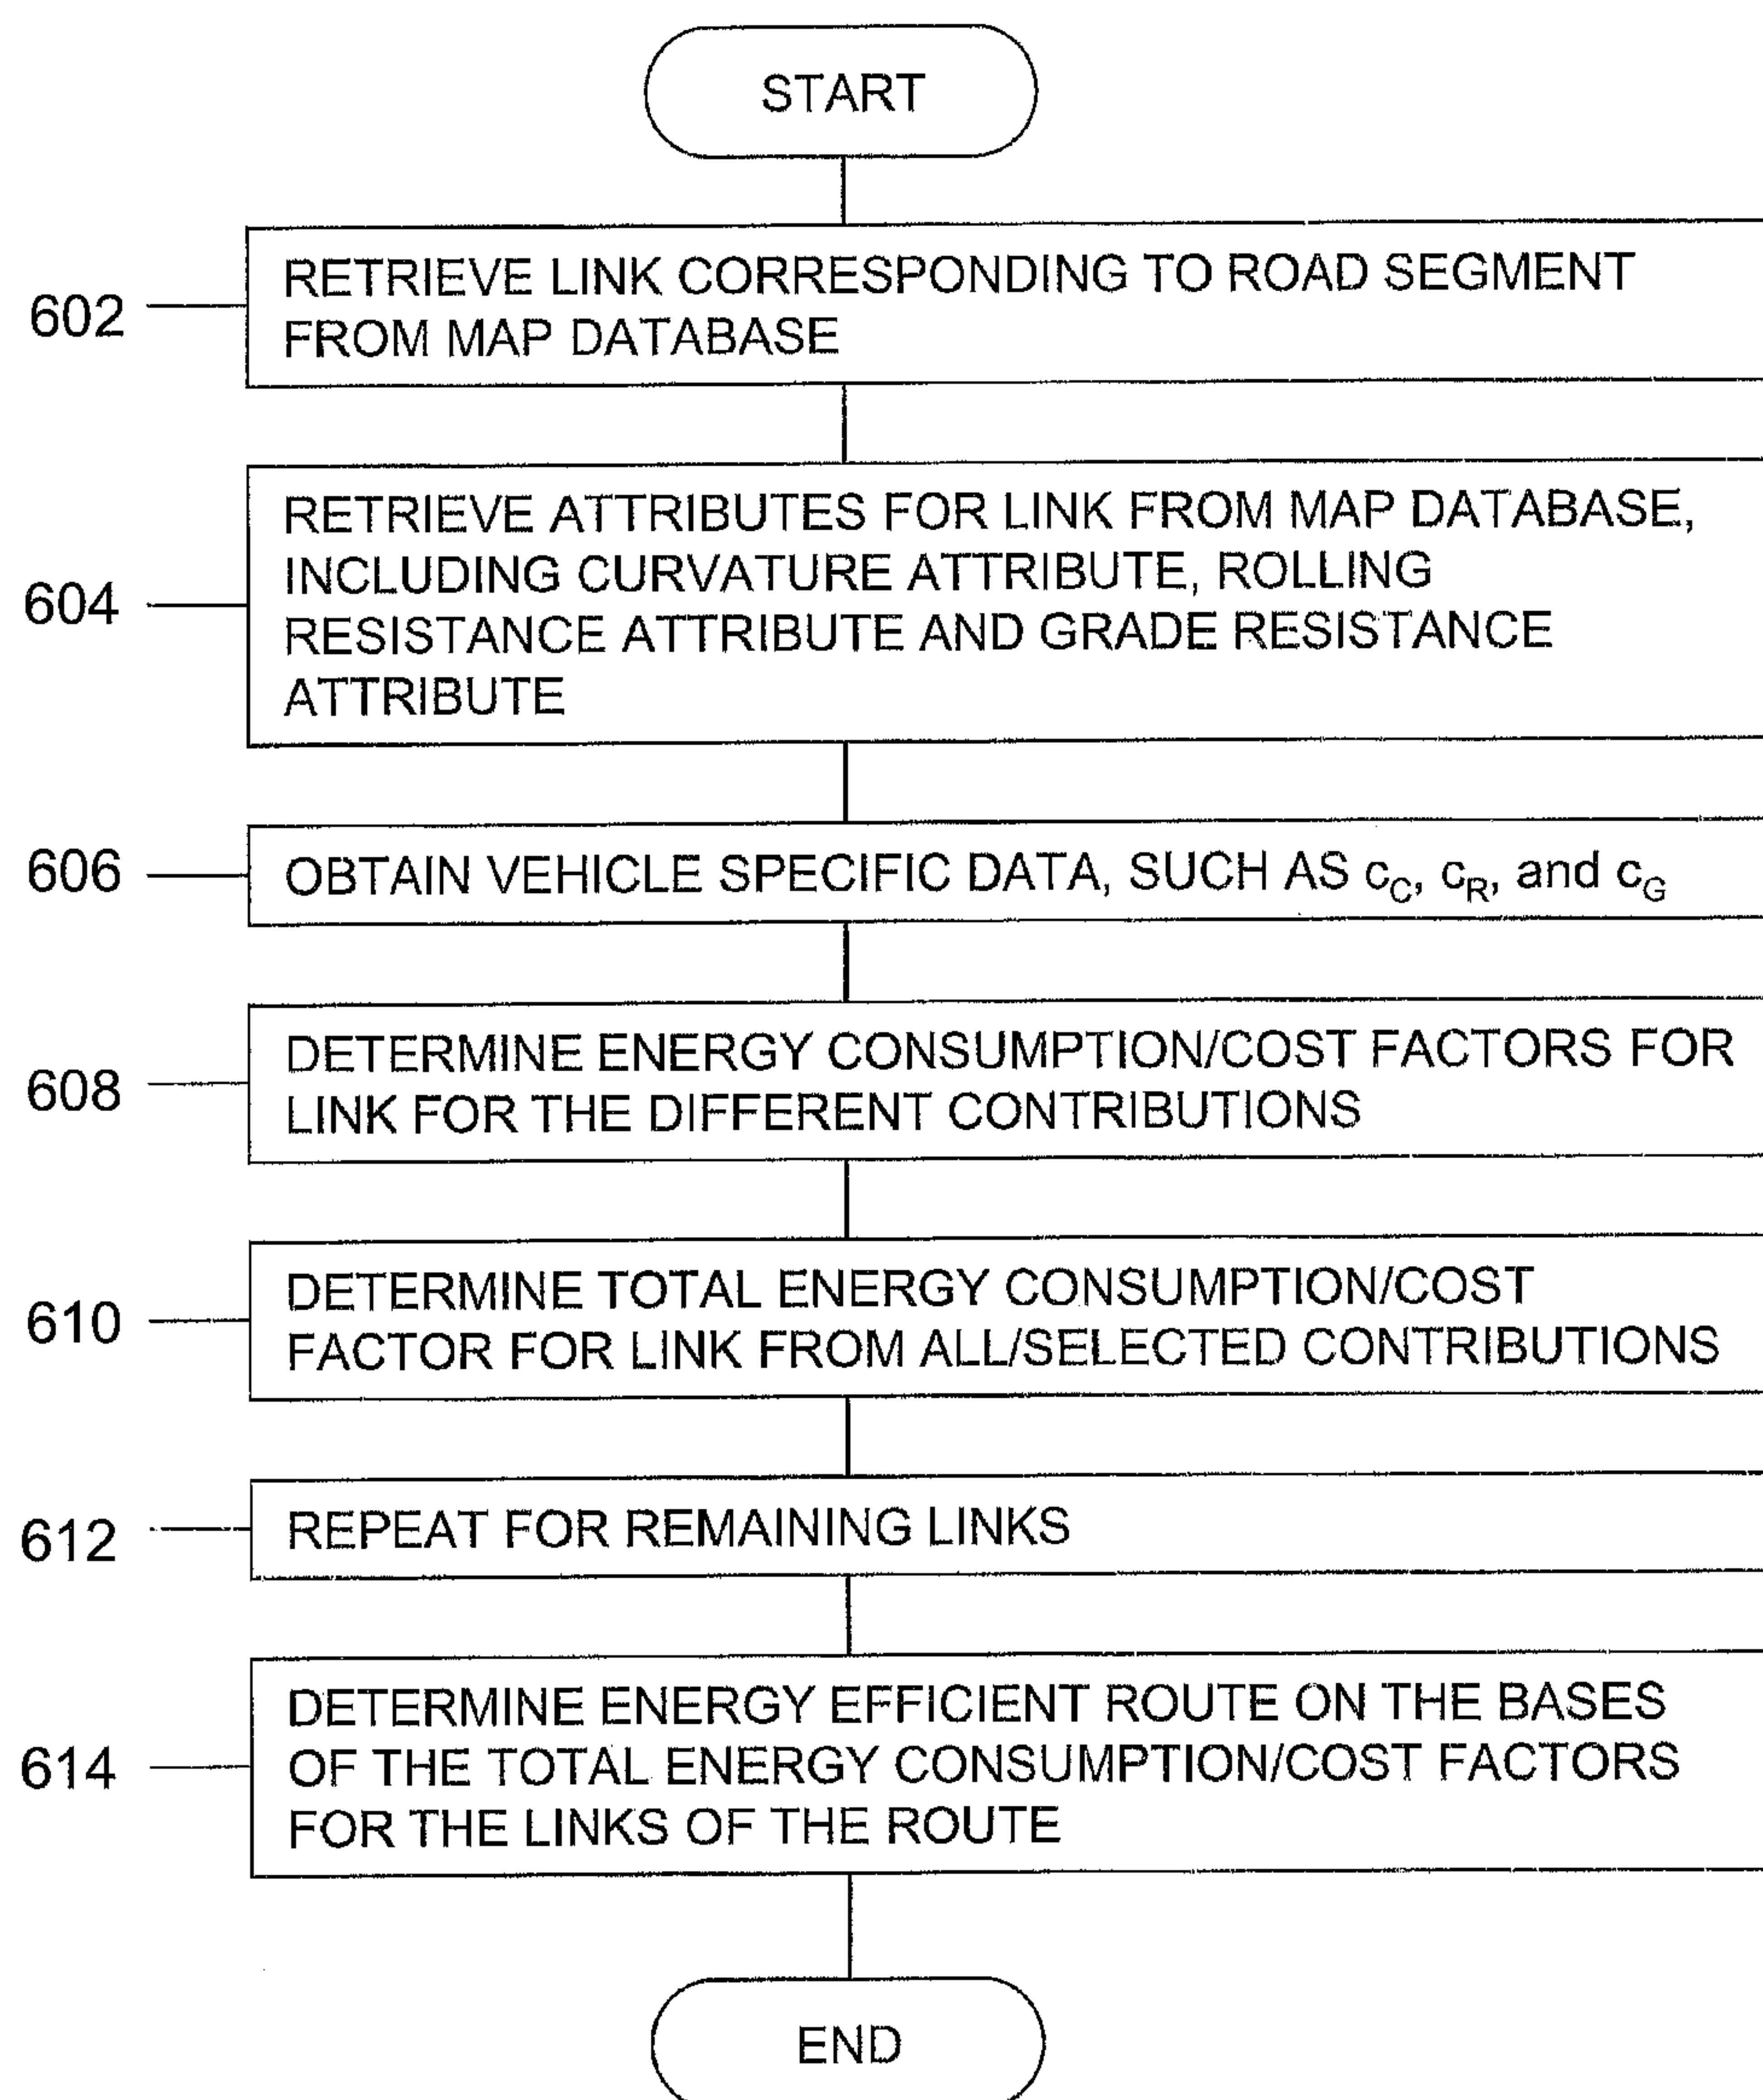 START
602
RETRIEVE LINK CORRESPONDING TO ROAD SEGMENT
FROM MAP DATABASE
604
RETRIEVE ATTRIBUTES FOR LINK FROM MAP DATABASE,
INCLUDING CURVATURE ATTRIBUTE, ROLLING
RESISTANCE ATTRIBUTE AND GRADE RESISTANCE
ATTRIBUTE
606
OBTAIN VEHICLE SPECIFIC DATA, SUCH AS cC, cR, and cG
608
DETERMINE ENERGY CONSUMPTION/COST FACTORS FOR
LINK FOR THE DIFFERENT CONTRIBUTIONS
610
DETERMINE TOTAL ENERGY CONSUMPTION/COST
FACTOR FOR LINK FROM ALL/SELECTED CONTRIBUTIONS
612
REPEAT FOR REMAINING LINKS
614
DETERMINE ENERGY EFFICIENT ROUTE ON THE BASES
OF THE TOTAL ENERGY CONSUMPTION/COST FACTORS
FOR THE LINKS OF THE ROUTE
END